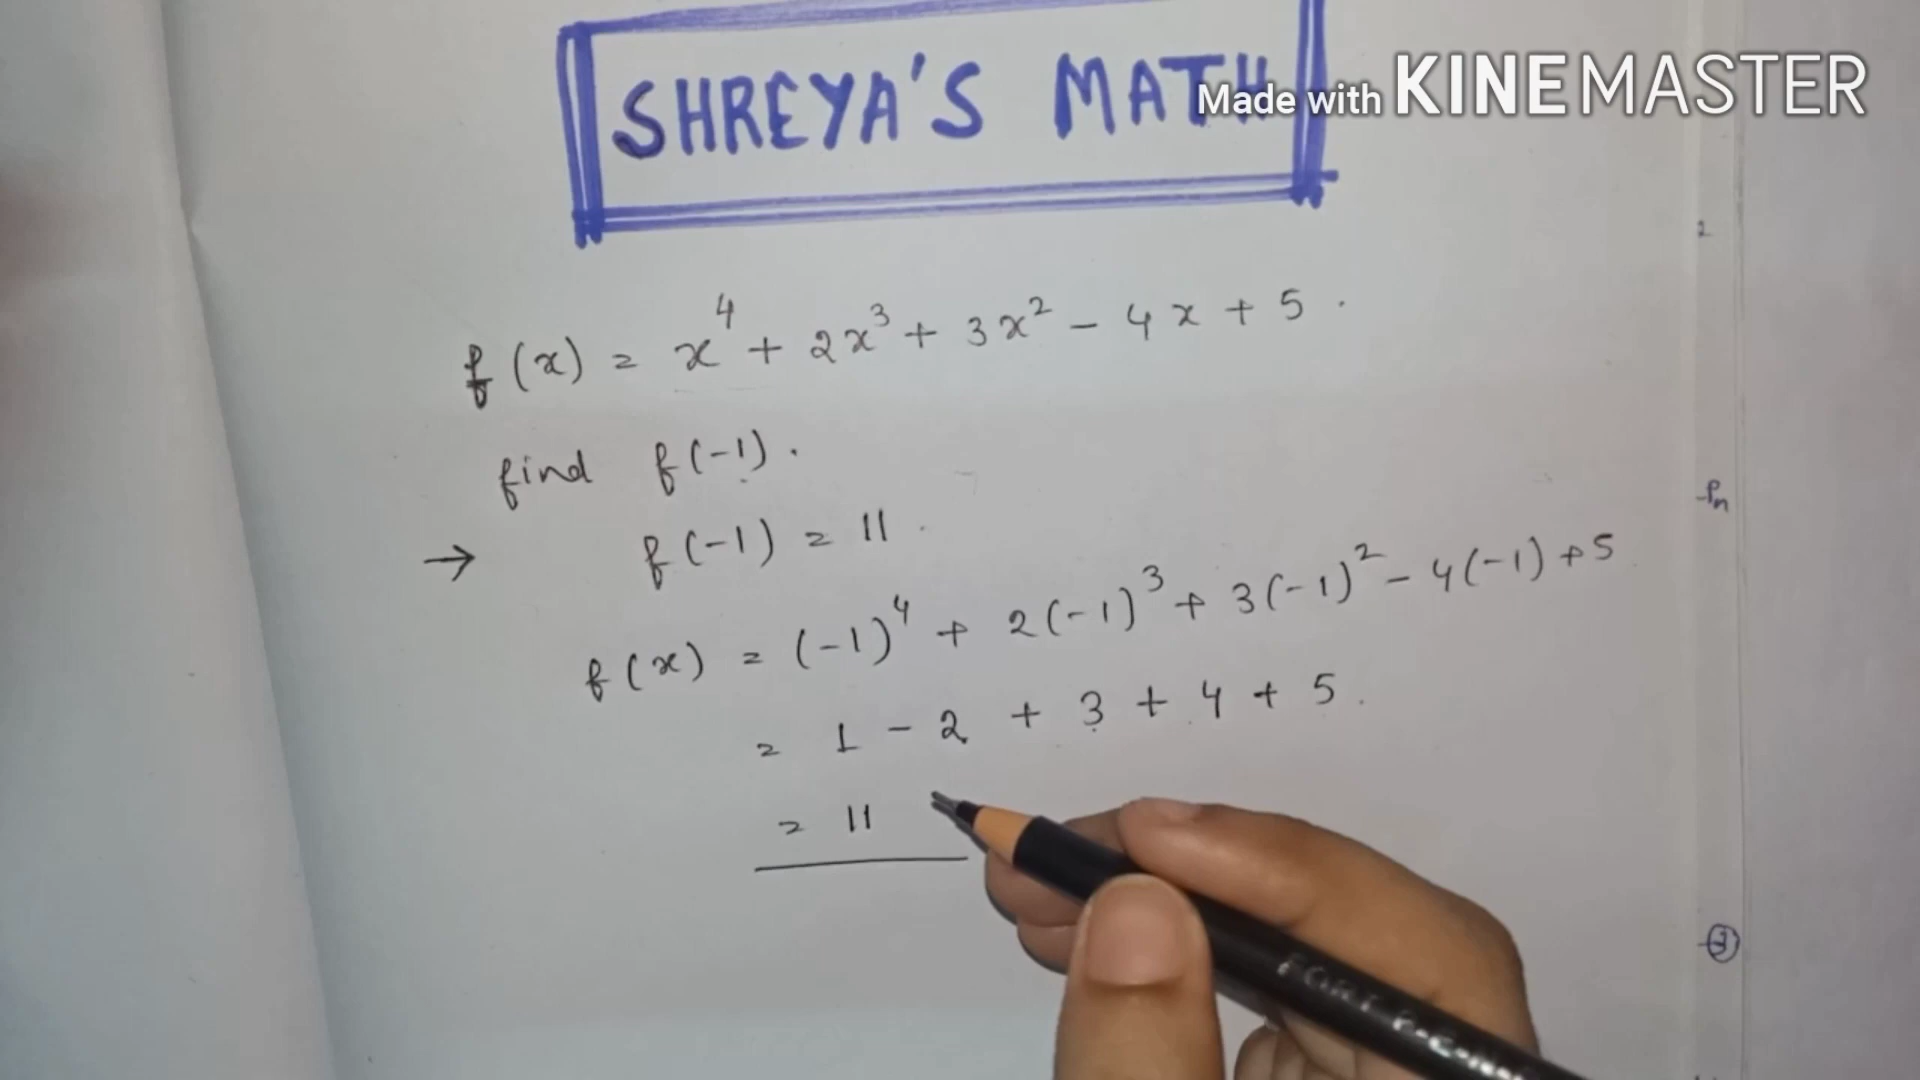 SHREYA'S MATH
Made with KINEMASTER
f(x) = x⁴ + 2x³ + 3x² - 4x + 5.
find f(-1).
→ f(-1) = 11.
f(x) = (-1)⁴ + 2(-1)³ + 3(-1)² - 4(-1) + 5
= 1 - 2 + 3 + 4 + 5.
= 11